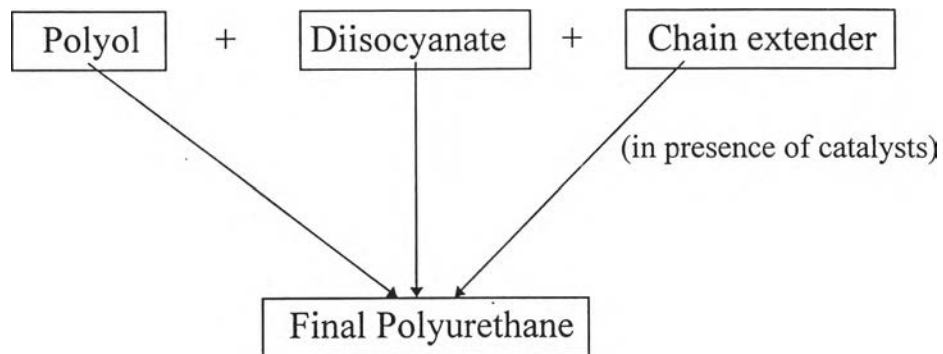 Polyol + Diisocyanate + Chain extender
(in presence of catalysts)
Final Polyurethane